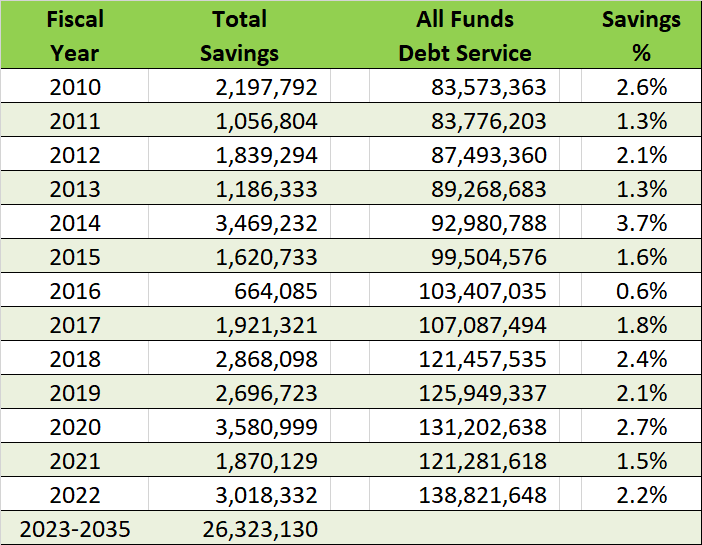 Fiscal Total All Funds Savings
Year Savings Debt Service %
2010 2,197,792 83,573,363 2.6%
2011 1,056,804 83,776,203 1.3%
2012 1,839,294 87,493,360 2.1%
2013 1,186,333 89,268,683 1.3%
2014 3,469,232 92,980,788 3.7%
2015 1,620,733 99,504,576 1.6%
2016 664,085 103,407,035 0.6%
2017 1,921,321 107,087,494 1.8%
2018 2,868,098 121,457,535 2.4%
2019 2,696,723 125,949,337 2.1%
2020 3,580,999 131,202,638 2.7%
2021 1,870,129 121,281,618 1.5%
2022 3,018,332 138,821,648 2.2%
2023-2035 26,323,130